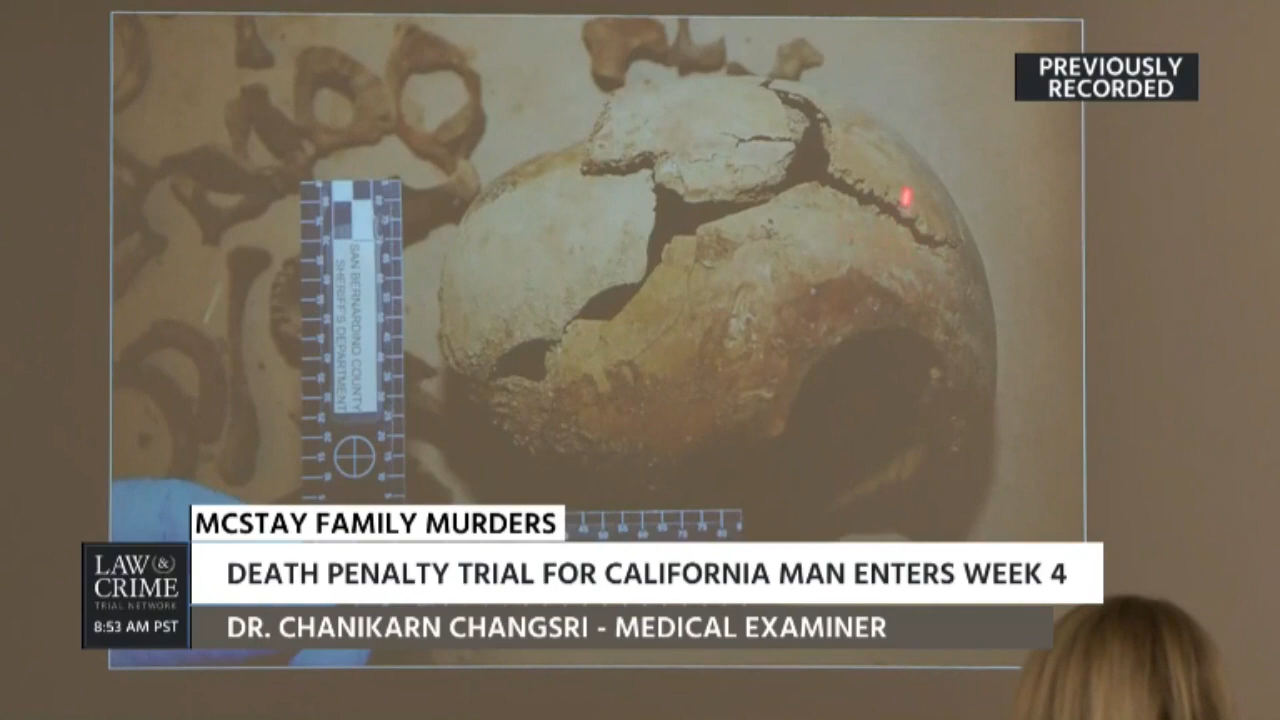 PREVIOUSLY
RECORDED
SAN BERNARDINO COUNTY
SHERIFF'S DEPARTMENT
MCSTAY FAMILY MURDERS
DEATH PENALTY TRIAL FOR CALIFORNIA MAN ENTERS WEEK 4
DR. CHANIKARN CHANGSRI - MEDICAL EXAMINER
LAW &
CRIME
TRIAL NETWORK
8:53 AM PST